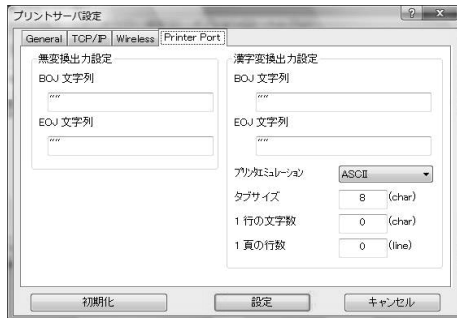 プリントサーバ設定
General TCP/IP Wireless Printer Port
無変換出力設定
BOJ 文字列
""
EOJ 文字列
""
漢字変換出力設定
BOJ 文字列
""
EOJ 文字列
""
プリンタエミュレーション ASCII
タブサイズ 8 (char)
1 行の文字数 0 (char)
1 頁の行数 0 (line)
初期化 設定 キャンセル